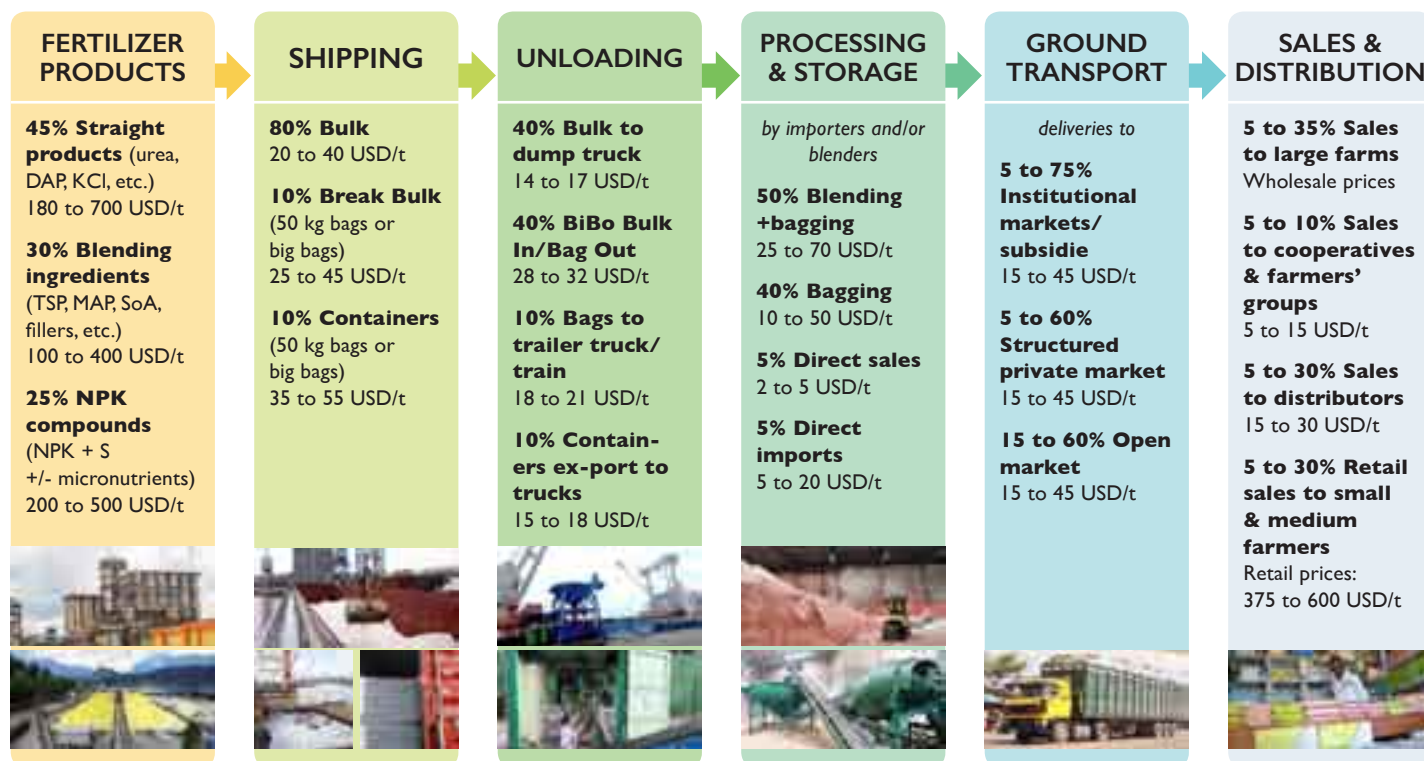 FERTILIZER
PRODUCTS
45% Straight
products (urea,
DAP, KCl, etc.)
180 to 700 USD/t
30% Blending
ingredients
(TSP, MAP, SoA,
fillers, etc.)
100 to 400 USD/t
25% NPK
compounds
(NPK + S
+/- micronutrients)
200 to 500 USD/t
SHIPPING
80% Bulk
20 to 40 USD/t
10% Break Bulk
(50 kg bags or
big bags)
25 to 45 USD/t
10% Containers
(50 kg bags or
big bags)
35 to 55 USD/t
UNLOADING
40% Bulk to
dump truck
14 to 17 USD/t
40% BiBo Bulk
In/Bag Out
28 to 32 USD/t
10% Bags to
trailer truck/
train
18 to 21 USD/t
10% Contain-
ers ex-port to
trucks
15 to 18 USD/t
PROCESSING
& STORAGE
by importers and/or
blenders
50% Blending
+bagging
25 to 70 USD/t
40% Bagging
10 to 50 USD/t
5% Direct sales
2 to 5 USD/t
5% Direct
imports
5 to 20 USD/t
GROUND
TRANSPORT
deliveries to
5 to 75%
Institutional
markets/
subsidie
15 to 45 USD/t
5 to 60%
Structured
private market
15 to 45 USD/t
15 to 60% Open
market
15 to 45 USD/t
SALES &
DISTRIBUTION
5 to 35% Sales
to large farms
Wholesale prices
5 to 10% Sales
to cooperatives
& farmers'
groups
5 to 15 USD/t
5 to 30% Sales
to distributors
15 to 30 USD/t
5 to 30% Retail
sales to small
& medium
farmers
Retail prices:
375 to 600 USD/t